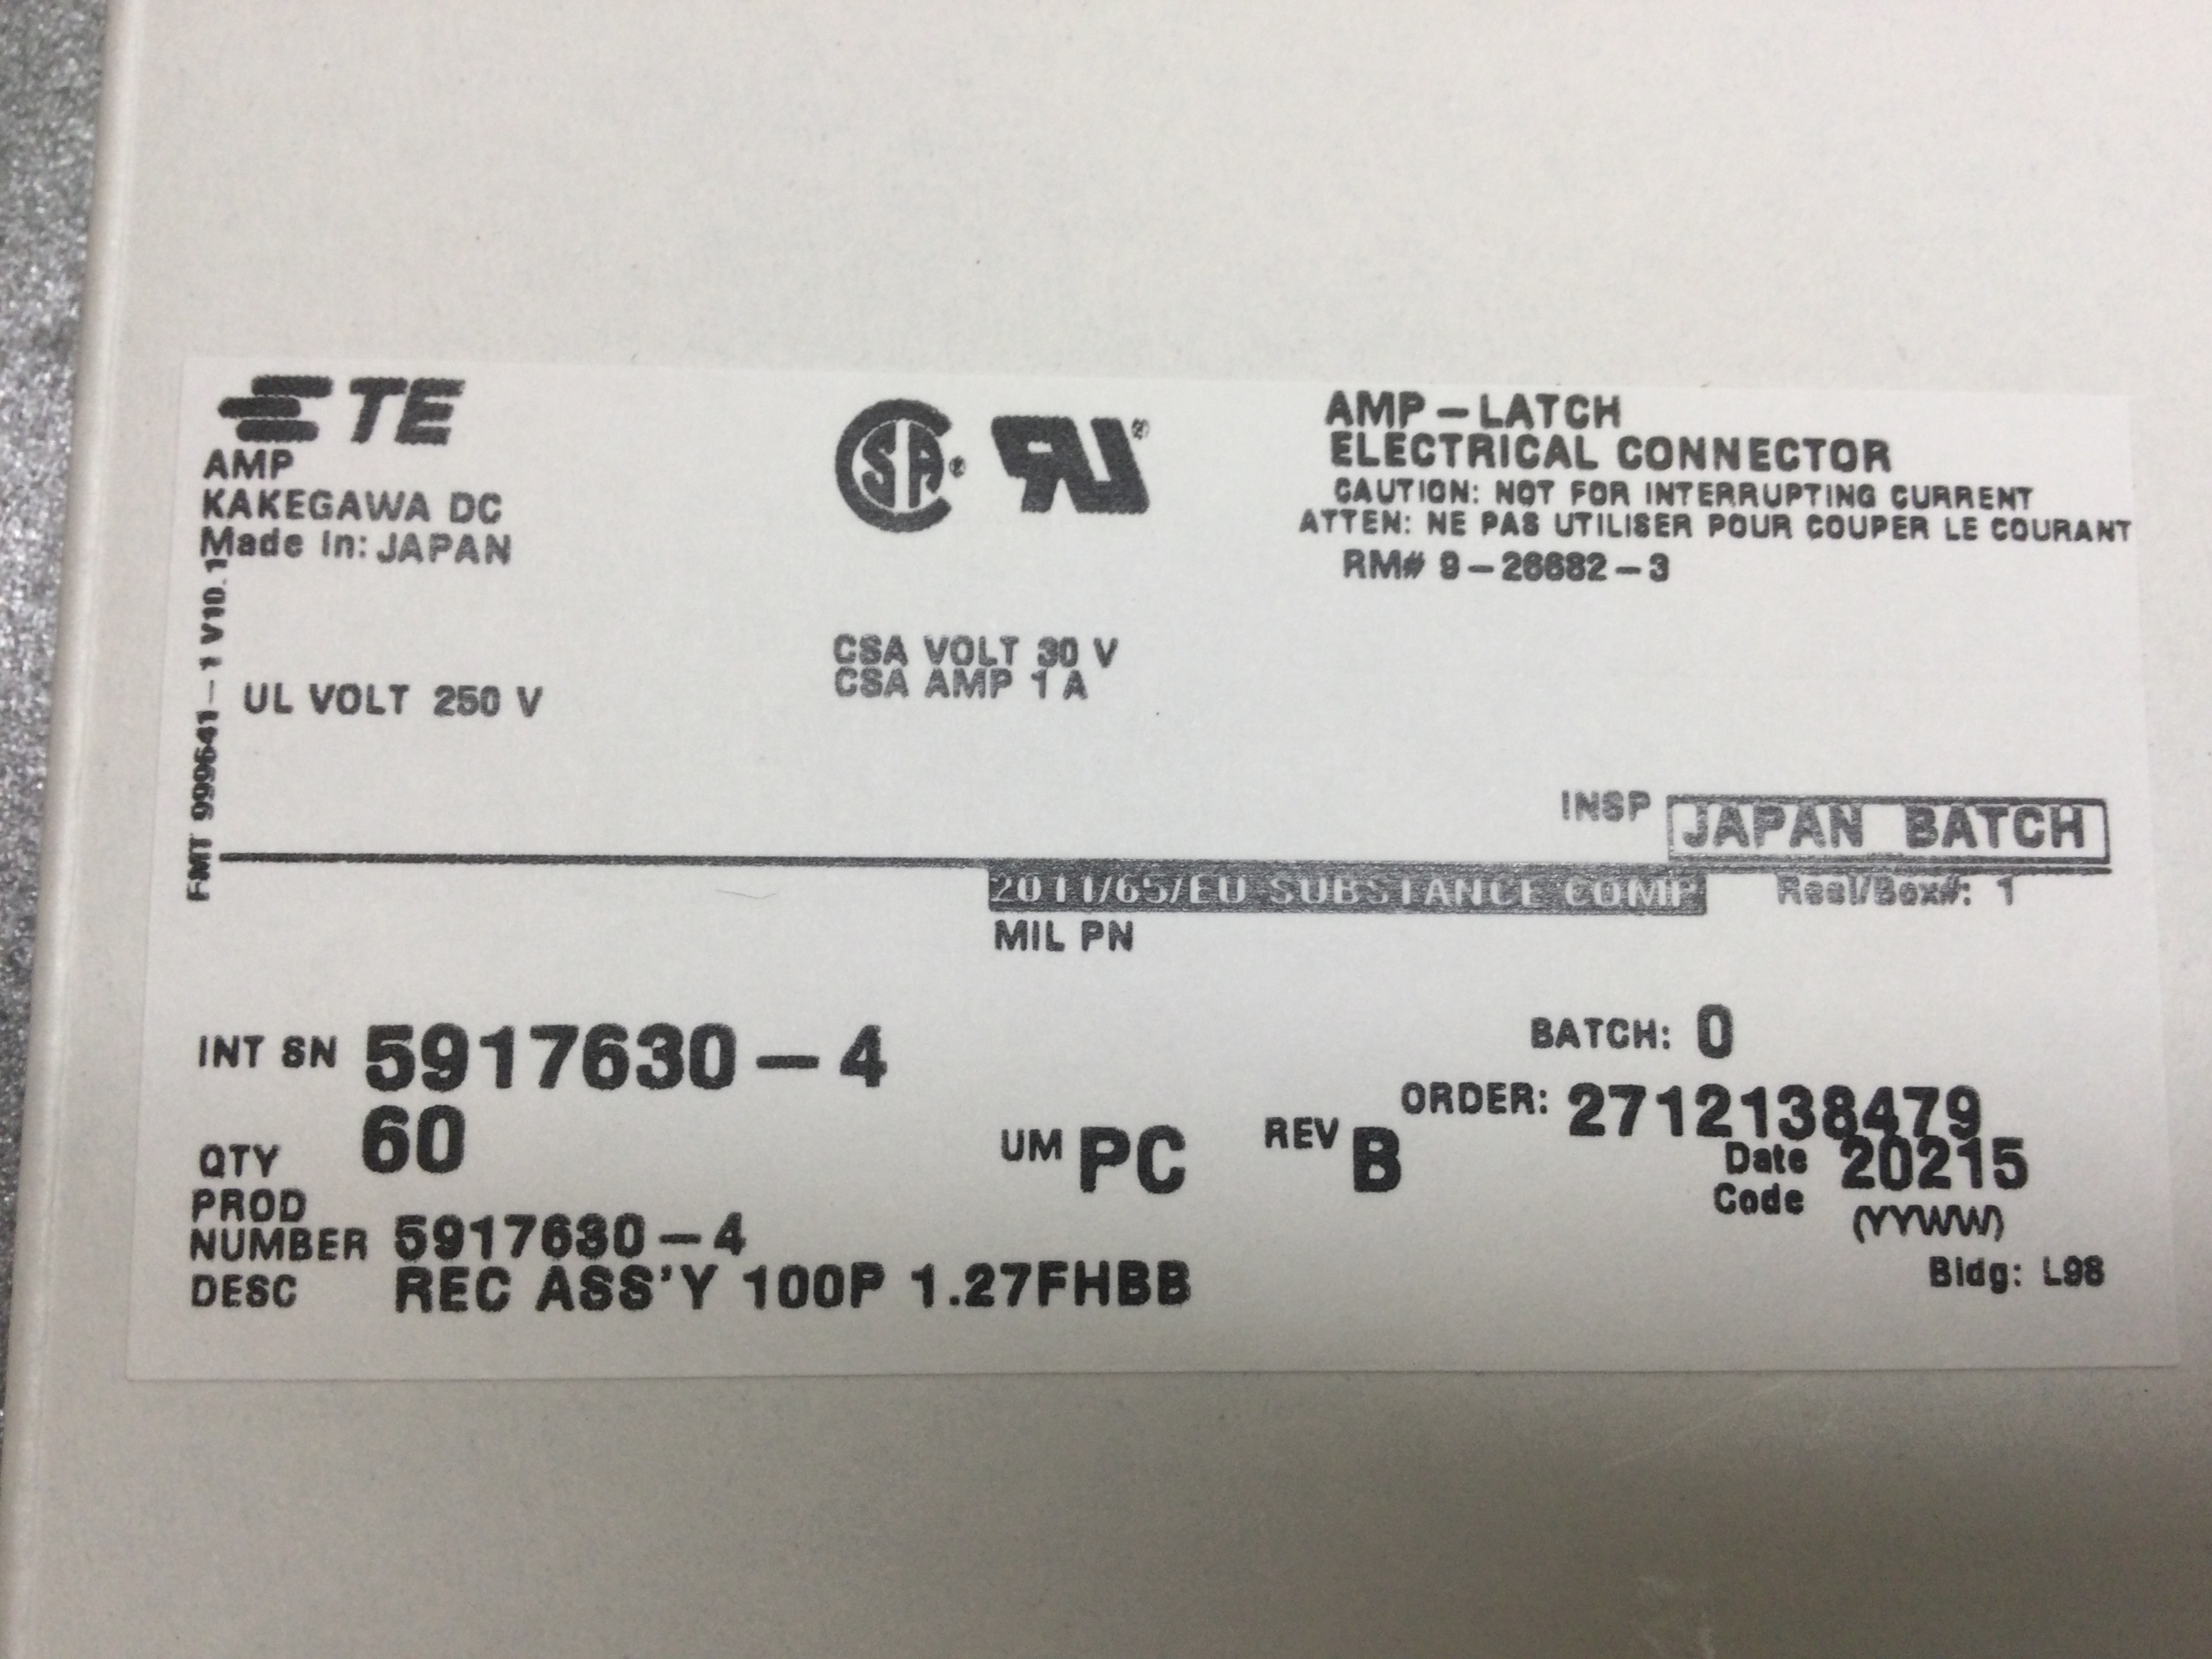 TE
AMP
KAKEGAWA DC
Made In: JAPAN
FMT 999641-1 V10.1
UL VOLT 250 V
CSA
RU
CSA VOLT 30 V
CSA AMP 1 A
AMP-LATCH
ELECTRICAL CONNECTOR
CAUTION: NOT FOR INTERRUPTING CURRENT
ATTEN: NE PAS UTILISER POUR COUPER LE COURANT
RM# 9-26682-3
INSP JAPAN BATCH
2011/65/EU SUBSTANCE COMP Reel/Box#: 1
MIL PN
INT SN 5917630-4
BATCH: 0
ORDER: 2712138479
QTY 60 UM PC REV B
Date Code 20215
(YYWW)
PROD
NUMBER 5917630-4
DESC REC ASS'Y 100P 1.27FHBB
Bldg: L98